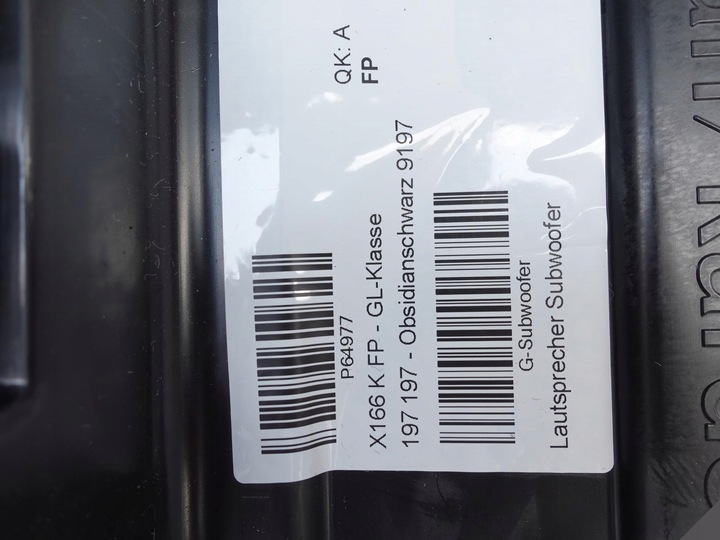 QK: A
FP
P64977
X166 K FP - GL-Klasse
197 197 - Obsidianschwarz 9197
G-Subwoofer
Lautsprecher Subwoofer